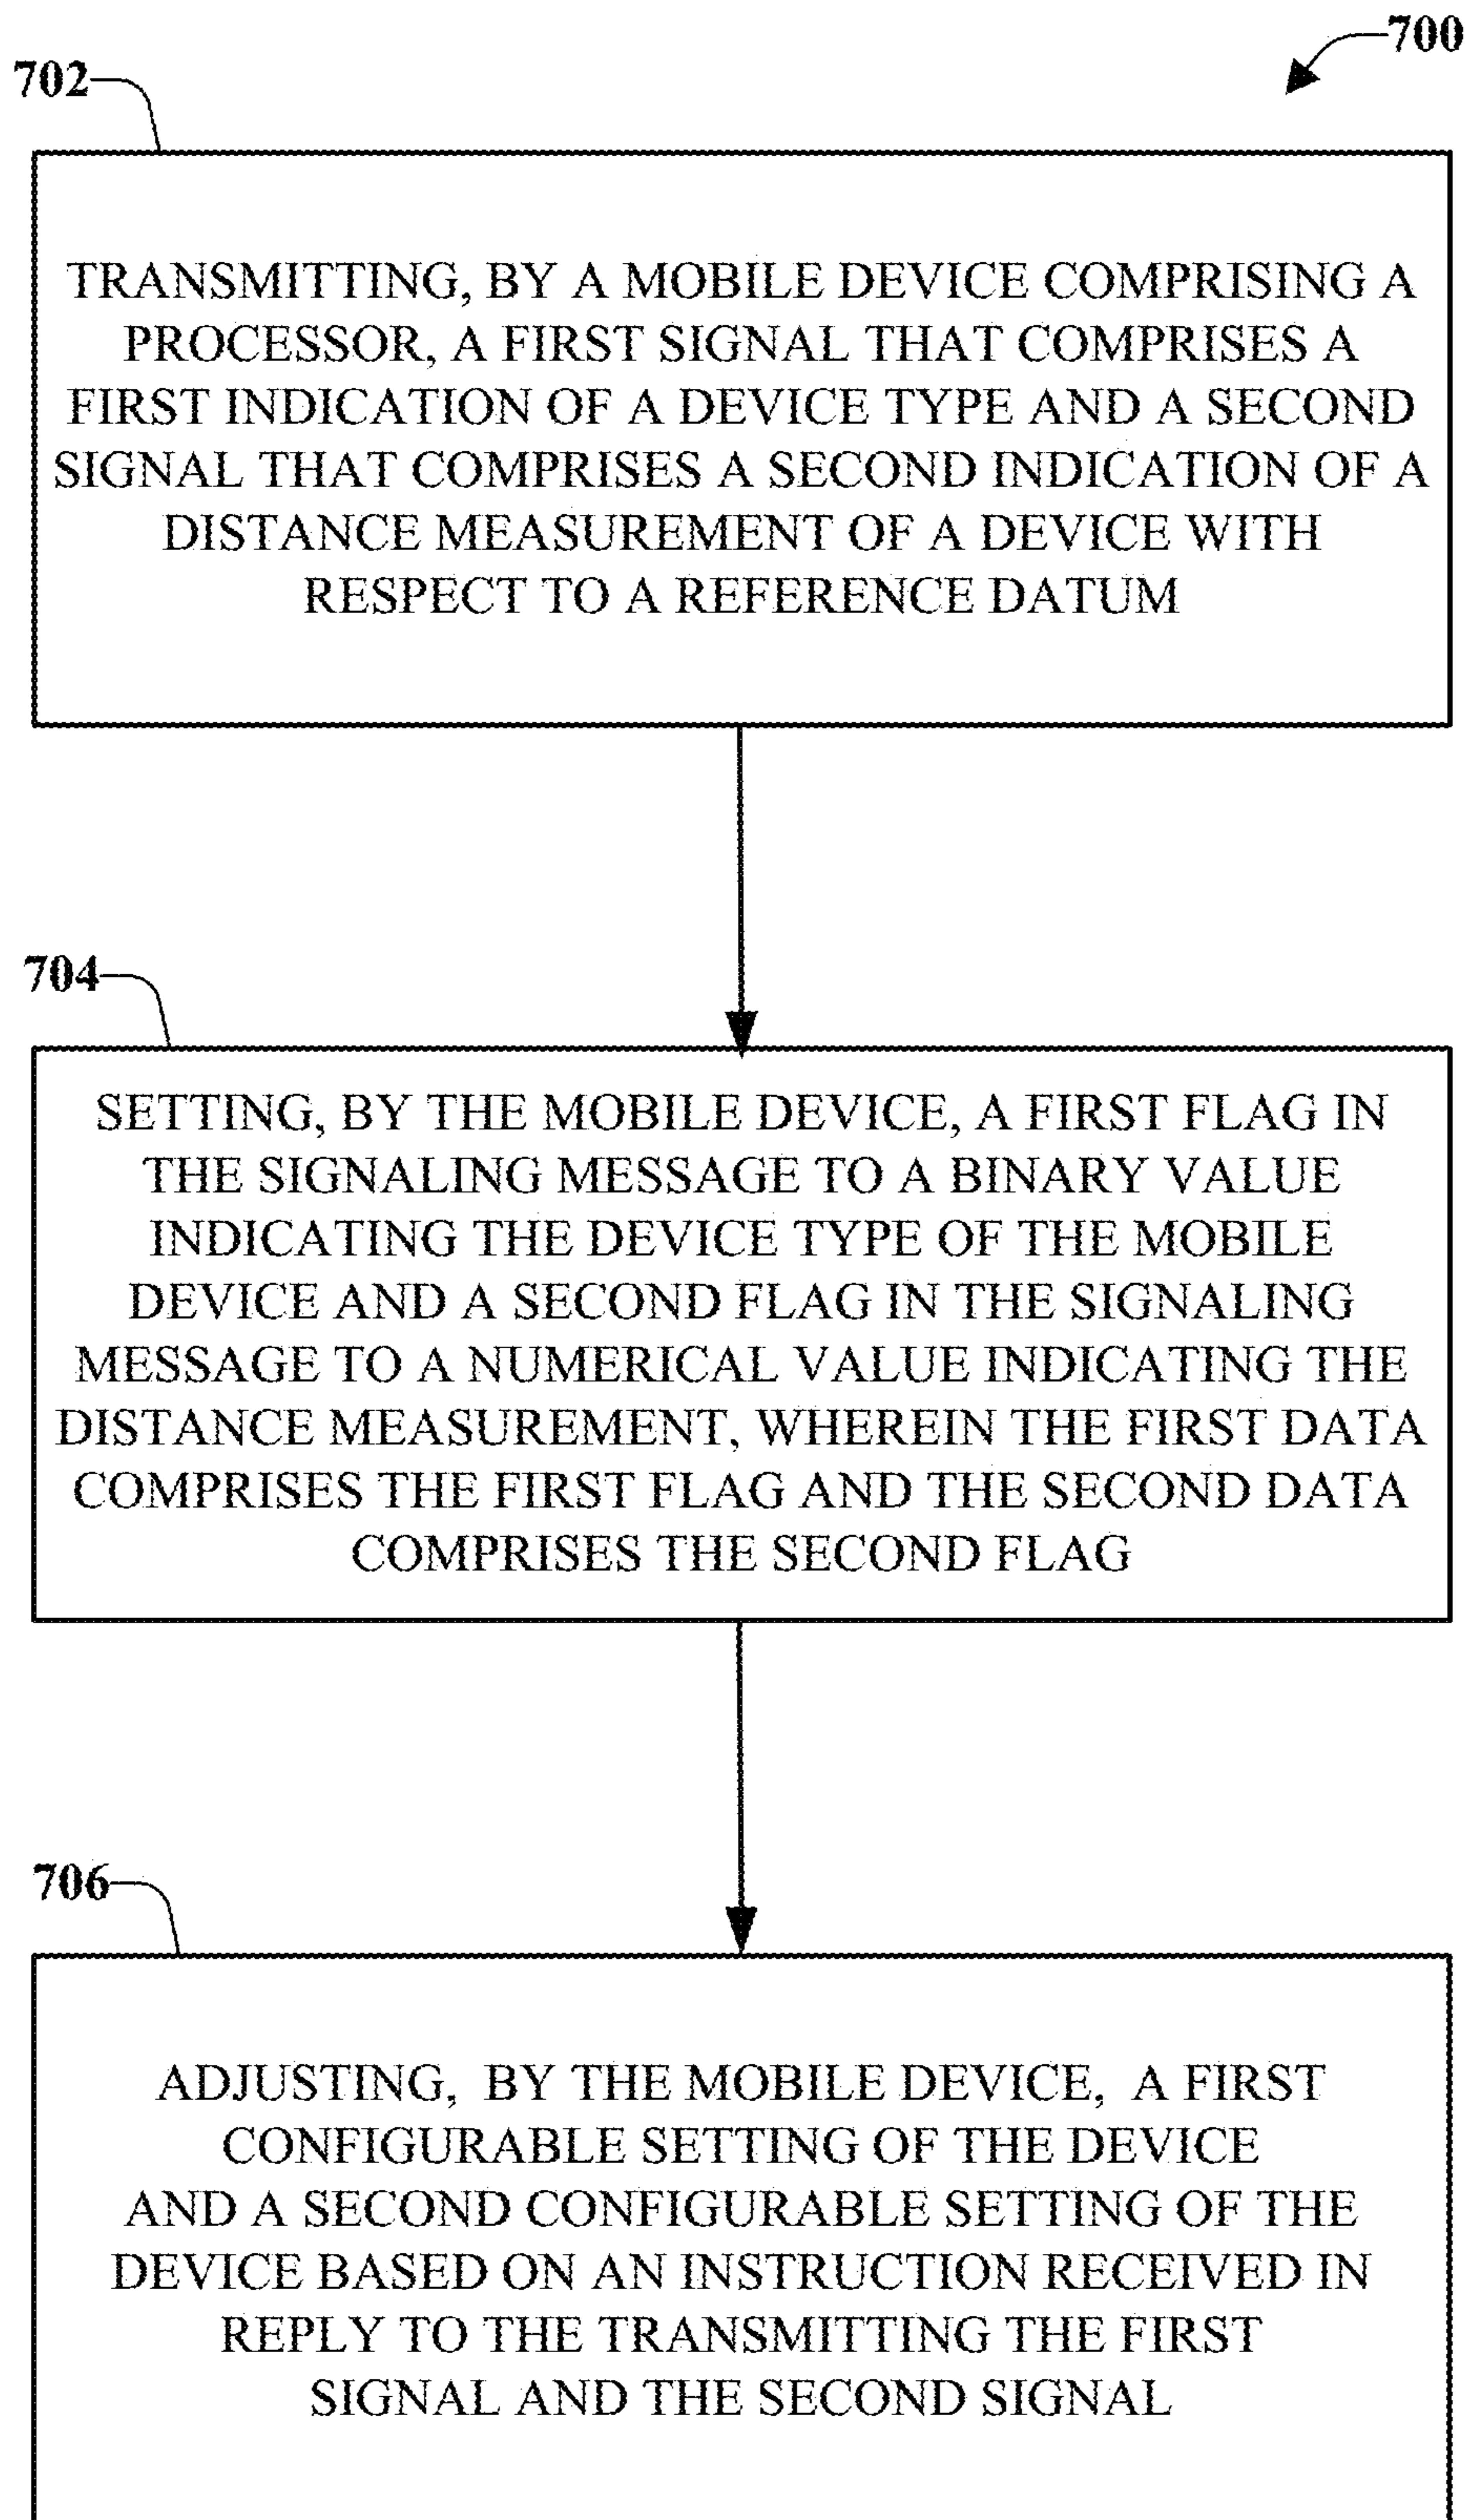 700
702
TRANSMITTING, BY A MOBILE DEVICE COMPRISING A
PROCESSOR, A FIRST SIGNAL THAT COMPRISES A
FIRST INDICATION OF A DEVICE TYPE AND A SECOND
SIGNAL THAT COMPRISES A SECOND INDICATION OF A
DISTANCE MEASUREMENT OF A DEVICE WITH
RESPECT TO A REFERENCE DATUM
704
SETTING, BY THE MOBILE DEVICE, A FIRST FLAG IN
THE SIGNALING MESSAGE TO A BINARY VALUE
INDICATING THE DEVICE TYPE OF THE MOBILE
DEVICE AND A SECOND FLAG IN THE SIGNALING
MESSAGE TO A NUMERICAL VALUE INDICATING THE
DISTANCE MEASUREMENT, WHEREIN THE FIRST DATA
COMPRISES THE FIRST FLAG AND THE SECOND DATA
COMPRISES THE SECOND FLAG
706
ADJUSTING, BY THE MOBILE DEVICE, A FIRST
CONFIGURABLE SETTING OF THE DEVICE
AND A SECOND CONFIGURABLE SETTING OF THE
DEVICE BASED ON AN INSTRUCTION RECEIVED IN
REPLY TO THE TRANSMITTING THE FIRST
SIGNAL AND THE SECOND SIGNAL